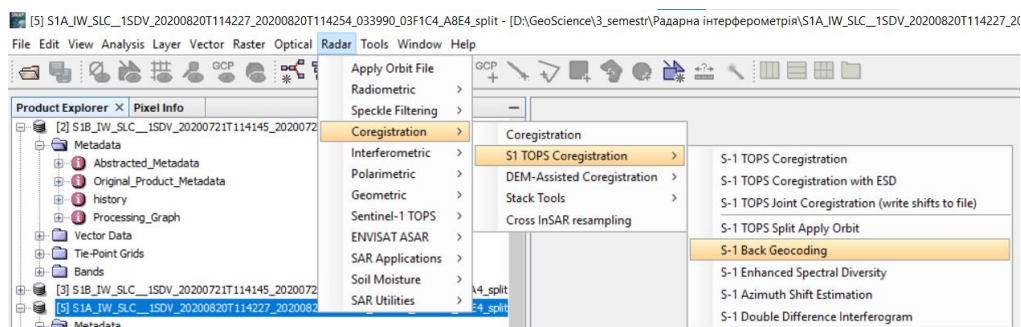 [5] S1A_IW_SLC__1SDV_20200820T114227_20200820T114254_033990_03F1C4_A8E4_split - [D:\GeoScience\3_semestr\Радарна інтерферометрія\S1A_IW_SLC__1SDV_20200820T114227_20
File Edit View Analysis Layer Vector Raster Optical Radar Tools Window Help
GCP
GCP
Product Explorer × Pixel Info
[2] S1B_IW_SLC__1SDV_20200721T114145_2020072
Metadata
Abstracted_Metadata
Original_Product_Metadata
history
Processing_Graph
Vector Data
Tie-Point Grids
Bands
[3] S1B_IW_SLC__1SDV_20200721T114145_2020072
A4_split
[5] S1A_IW_SLC__1SDV_20200820T114227_2020082
E4_split
Metadata
Apply Orbit File
Radiometric >
Speckle Filtering >
Coregistration >
Interferometric >
Polarimetric >
Geometric >
Sentinel-1 TOPS >
ENVISAT ASAR >
SAR Applications >
Soil Moisture >
SAR Utilities >
Coregistration
S1 TOPS Coregistration >
DEM-Assisted Coregistration >
Stack Tools >
Cross InSAR resampling
S-1 TOPS Coregistration
S-1 TOPS Coregistration with ESD
S-1 TOPS Joint Coregistration (write shifts to file)
S-1 TOPS Split Apply Orbit
S-1 Back Geocoding
S-1 Enhanced Spectral Diversity
S-1 Azimuth Shift Estimation
S-1 Double Difference Interferogram